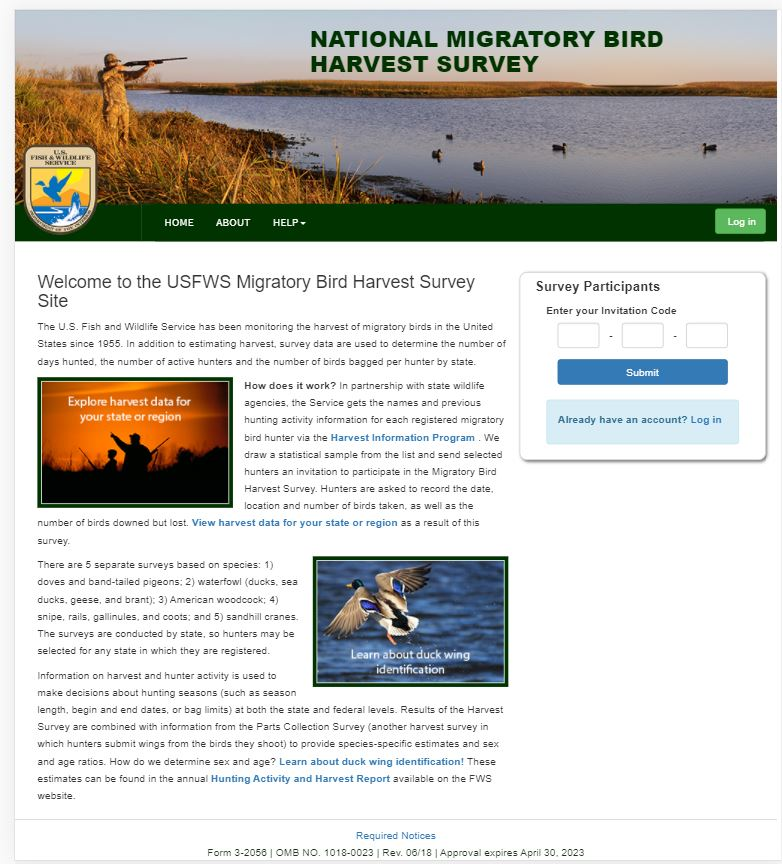 NATIONAL MIGRATORY BIRD
HARVEST SURVEY
U.S.
FISH & WILDLIFE
SERVICE
DEPARTMENT OF THE INTERIOR
HOME ABOUT HELP
Log in
Welcome to the USFWS Migratory Bird Harvest Survey
Site
The U.S. Fish and Wildlife Service has been monitoring the harvest of migratory birds in the United
States since 1955. In addition to estimating harvest, survey data are used to determine the number of
days hunted, the number of active hunters and the number of birds bagged per hunter by state.
Explore harvest data for
your state or region
How does it work? In partnership with state wildlife
agencies, the Service gets the names and previous
hunting activity information for each registered migratory
bird hunter via the Harvest Information Program . We
draw a statistical sample from the list and send selected
hunters an invitation to participate in the Migratory Bird
Harvest Survey. Hunters are asked to record the date,
location and number of birds taken, as well as the
number of birds downed but lost. View harvest data for your state or region as a result of this
survey.
There are 5 separate surveys based on species: 1)
doves and band-tailed pigeons; 2) waterfowl (ducks, sea
ducks, geese, and brant); 3) American woodcock; 4)
snipe, rails, gallinules, and coots; and 5) sandhill cranes.
The surveys are conducted by state, so hunters may be
selected for any state in which they are registered.
Learn about duck wing
identification
Information on harvest and hunter activity is used to
make decisions about hunting seasons (such as season
length, begin and end dates, or bag limits) at both the state and federal levels. Results of the Harvest
Survey are combined with information from the Parts Collection Survey (another harvest survey in
which hunters submit wings from the birds they shoot) to provide species-specific estimates and sex
and age ratios. How do we determine sex and age? Learn about duck wing identification! These
estimates can be found in the annual Hunting Activity and Harvest Report available on the FWS
website.
Survey Participants
Enter your Invitation Code
- -
Submit
Already have an account? Log in
Required Notices
Form 3-2056 | OMB NO. 1018-0023 | Rev. 06/18 | Approval expires April 30, 2023